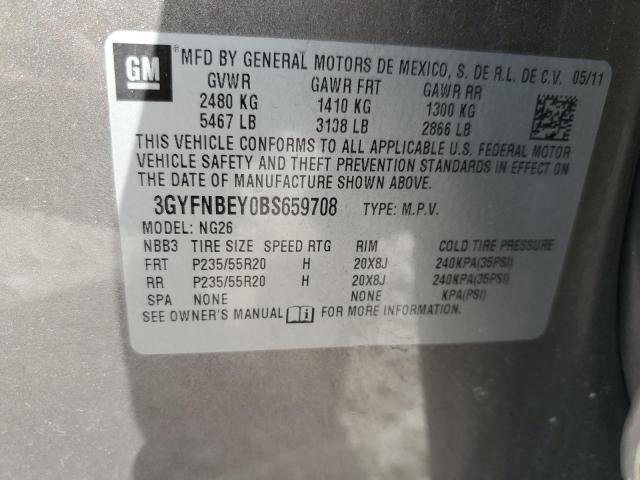 GM
® MFD BY GENERAL MOTORS DE MEXICO, S. DE R.L. DE C.V. 05/11
GVWR GAWR FRT GAWR RR
2480 KG 1410 KG 1300 KG
5467 LB 3108 LB 2866 LB
THIS VEHICLE CONFORMS TO ALL APPLICABLE U.S. FEDERAL MOTOR
VEHICLE SAFETY AND THEFT PREVENTION STANDARDS IN EFFECT ON
THE DATE OF MANUFACTURE SHOWN ABOVE.
3GYFNBEY0BS659708 TYPE: M.P.V.
MODEL: NG26
NBB3 TIRE SIZE SPEED RTG RIM COLD TIRE PRESSURE
FRT P235/55R20 H 20X8J 240KPA(35PSI)
RR P235/55R20 H 20X8J 240KPA(35PSI)
SPA NONE NONE KPA(PSI)
SEE OWNER'S MANUAL i FOR MORE INFORMATION.